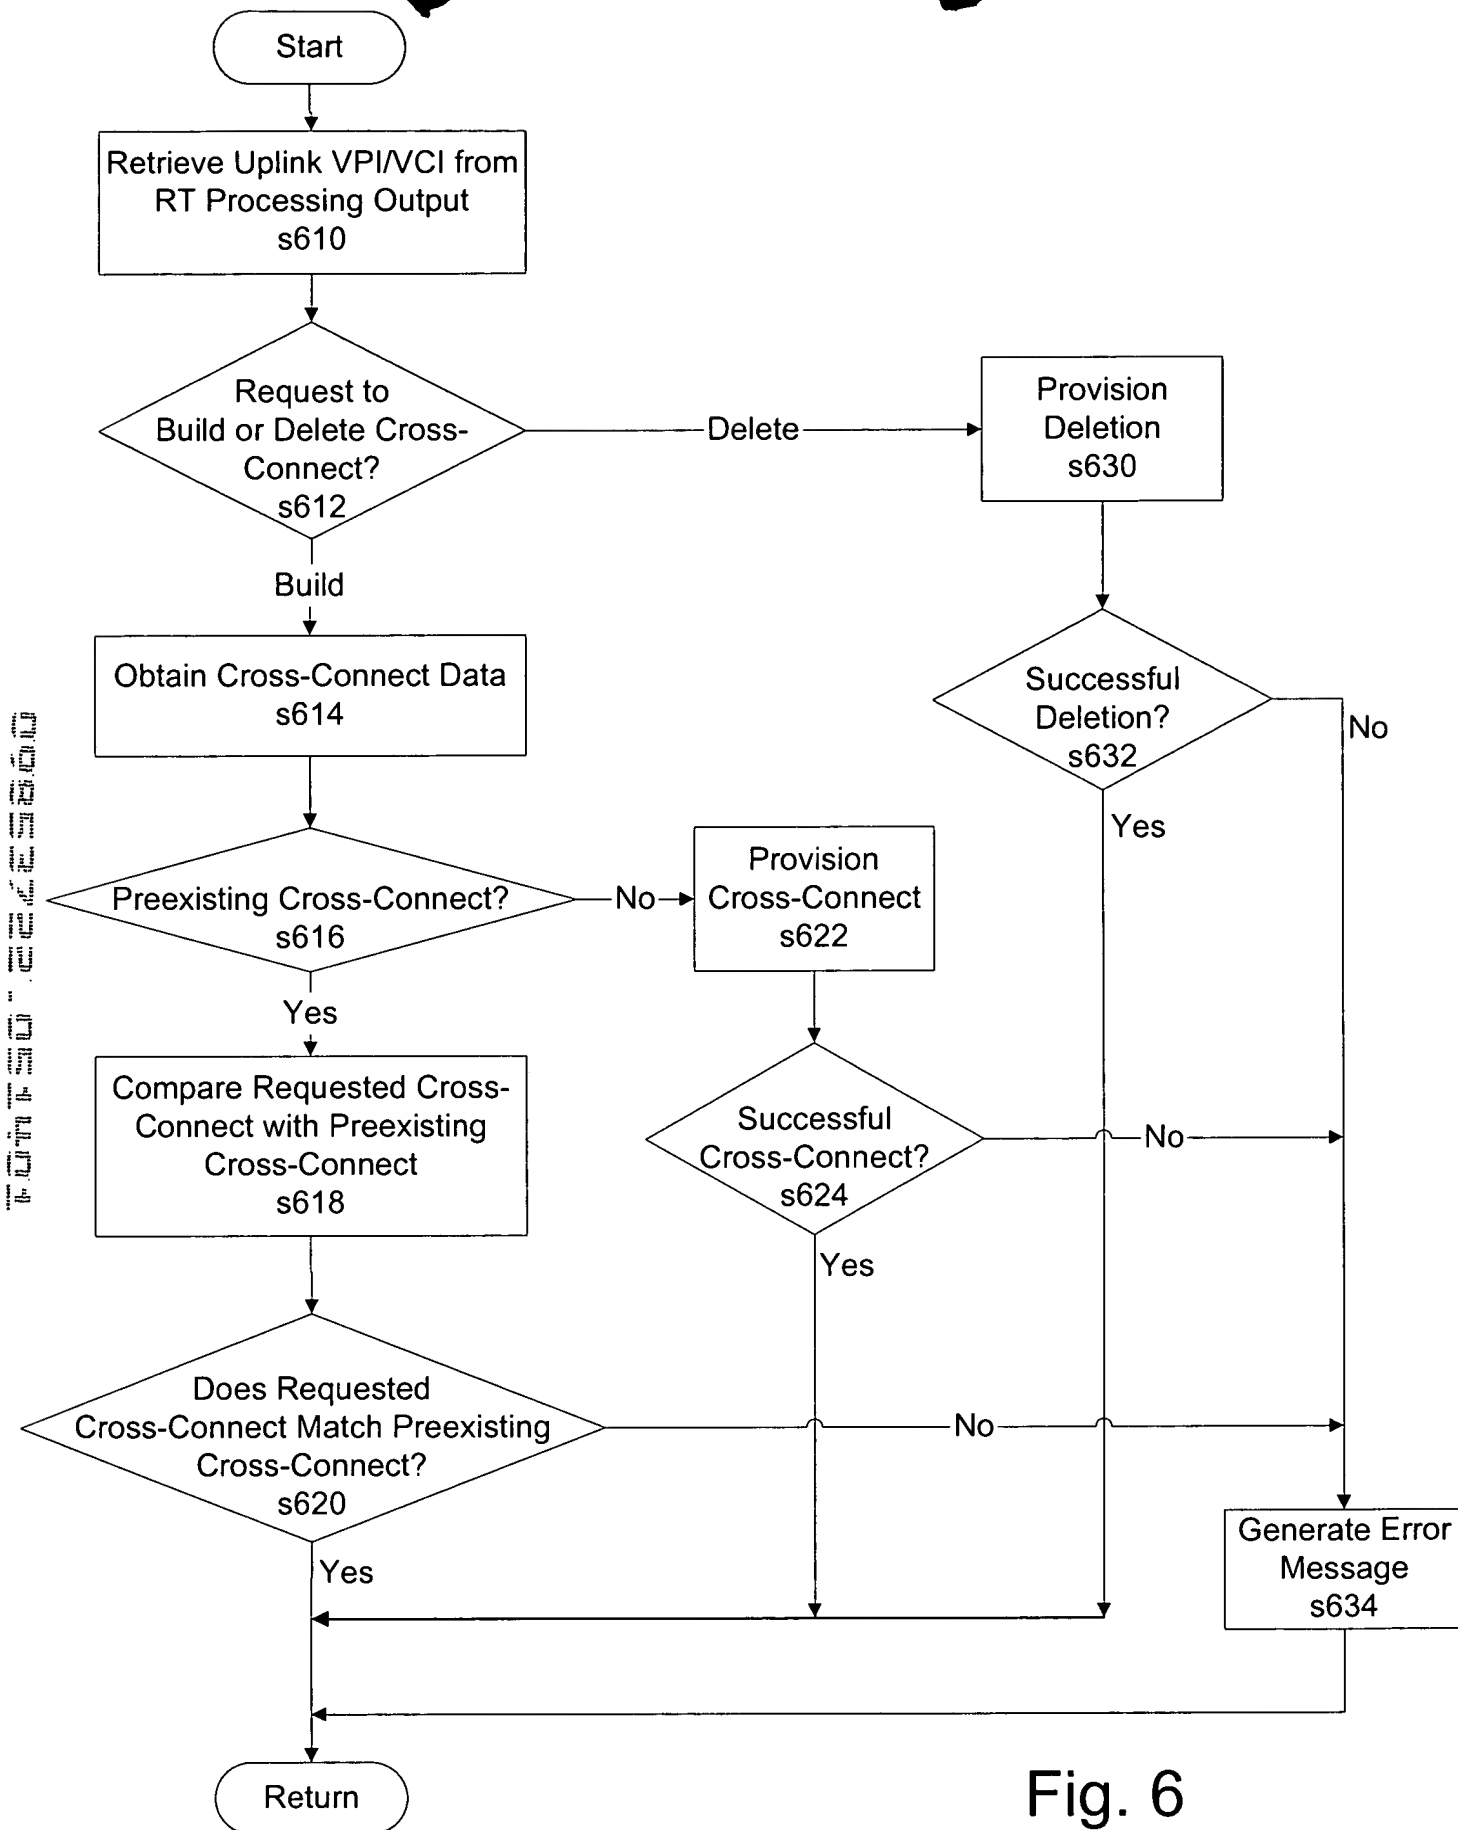 Start
Retrieve Uplink VPI/VCI from
RT Processing Output
s610
Request to
Build or Delete Cross-
Connect?
s612
Delete
Provision
Deletion
s630
Build
Obtain Cross-Connect Data
s614
Successful
Deletion?
s632
No
Yes
Preexisting Cross-Connect?
s616
No
Provision
Cross-Connect
s622
Yes
Compare Requested Cross-
Connect with Preexisting
Cross-Connect
s618
Successful
Cross-Connect?
s624
No
Yes
Does Requested
Cross-Connect Match Preexisting
Cross-Connect?
s620
No
Yes
Generate Error
Message
s634
Return
Fig. 6